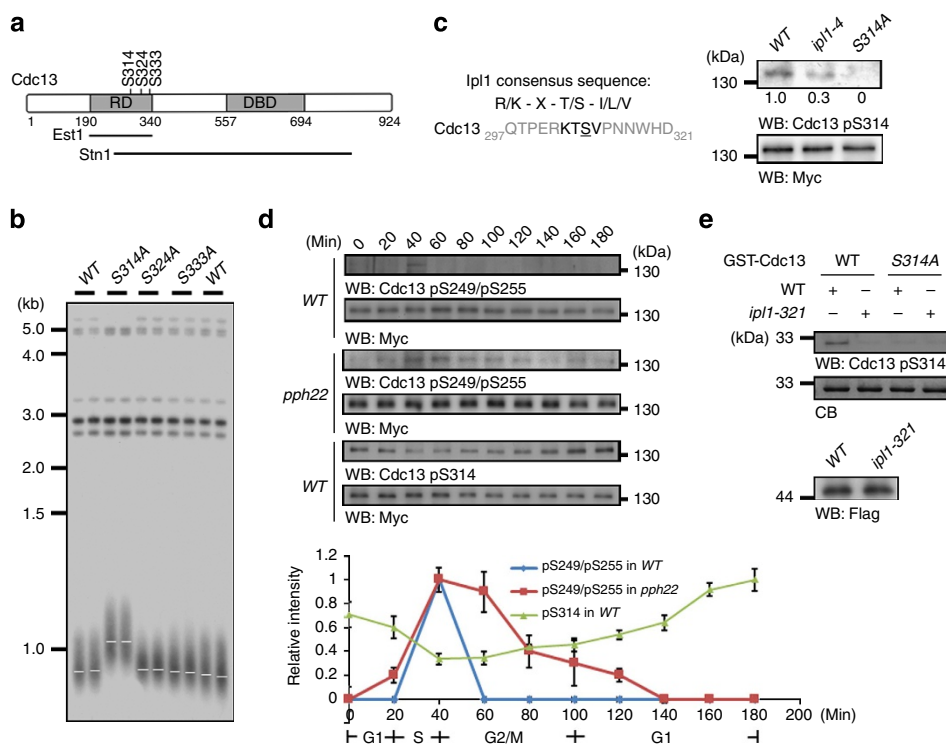 a
S314
S324
S333
Cdc13
RD
DBD
1 190 340 557 694 924
Est1
Stn1
b
WT S314A S324A S333A WT
(kb)
5.0
4.0
3.0
2.0
1.5
1.0
c
Ipl1 consensus sequence:
R/K - X - T/S - I/L/V
Cdc13 297QTPERKTSVPNNWHD321
(kDa)
WT ipl1-4 S314A
130
1.0 0.3 0
WB: Cdc13 pS314
130
WB: Myc
d
(Min) 0 20 40 60 80 100 120 140 160 180
(kDa)
WT
130
WB: Cdc13 pS249/pS255
130
WB: Myc
pph22
130
WB: Cdc13 pS249/pS255
130
WB: Myc
WT
130
WB: Cdc13 pS314
130
WB: Myc
Relative intensity
1.2
1
0.8
0.6
0.4
0.2
0
pS249/pS255 in WT
pS249/pS255 in pph22
pS314 in WT
0 20 40 60 80 100 120 140 160 180 200 (Min)
G1 S G2/M G1
e
GST-Cdc13 WT S314A
WT + – + –
ipl1-321 – + – +
(kDa) 33
WB: Cdc13 pS314
33
CB
WT ipl1-321
44
WB: Flag